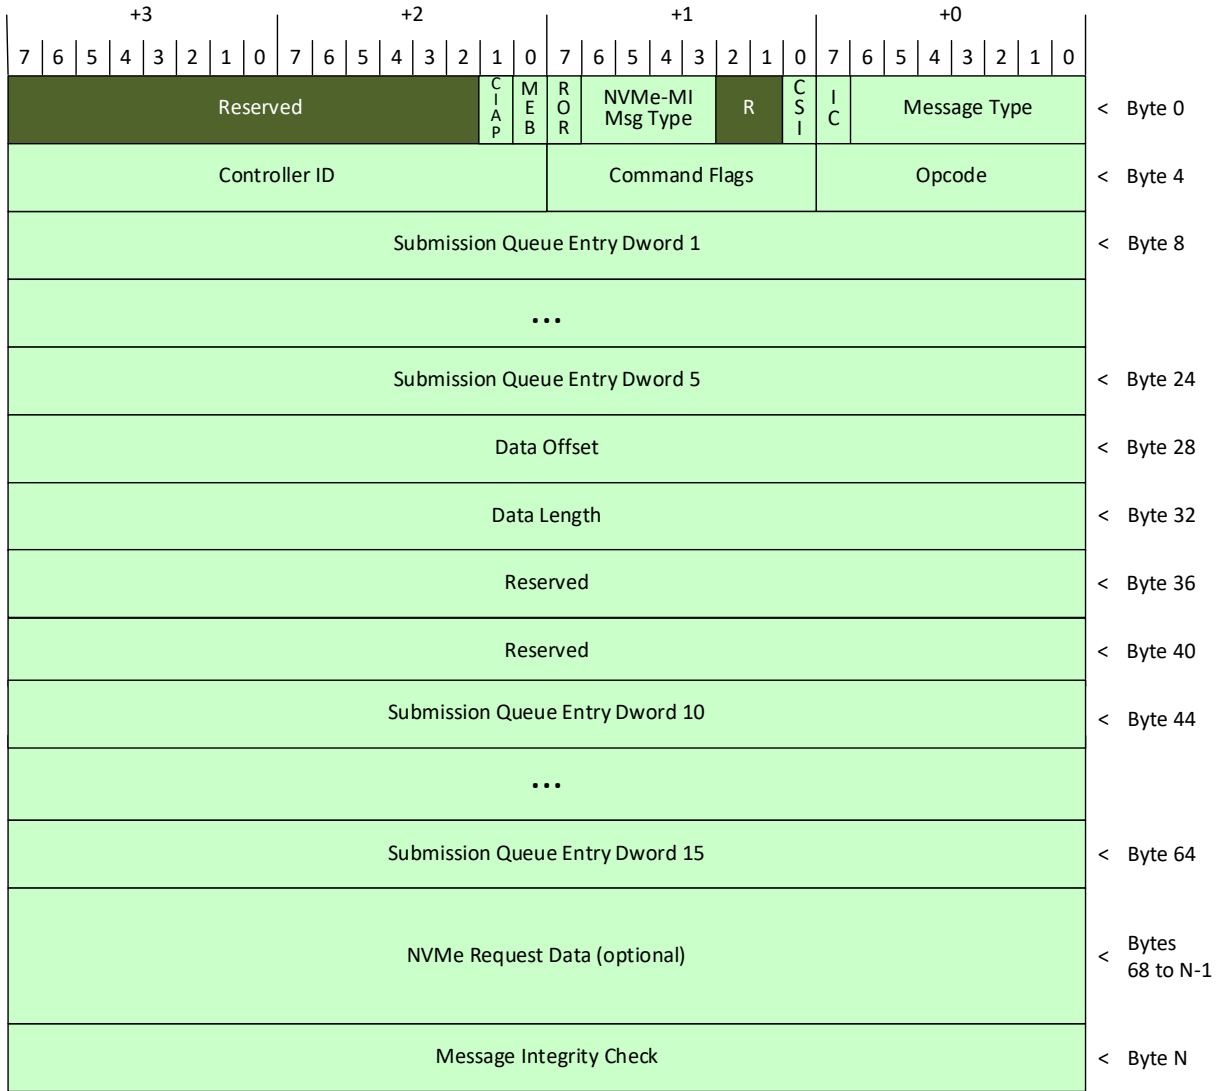 +3 +2 +1 +0
7 6 5 4 3 2 1 0 7 6 5 4 3 2 1 0 7 6 5 4 3 2 1 0 7 6 5 4 3 2 1 0
Reserved CIAP MEB ROR NVMe-MI Msg Type R CSI IC Message Type < Byte 0
Controller ID Command Flags Opcode < Byte 4
Submission Queue Entry Dword 1 < Byte 8
...
Submission Queue Entry Dword 5 < Byte 24
Data Offset < Byte 28
Data Length < Byte 32
Reserved < Byte 36
Reserved < Byte 40
Submission Queue Entry Dword 10 < Byte 44
...
Submission Queue Entry Dword 15 < Byte 64
NVMe Request Data (optional) < Bytes 68 to N-1
Message Integrity Check < Byte N